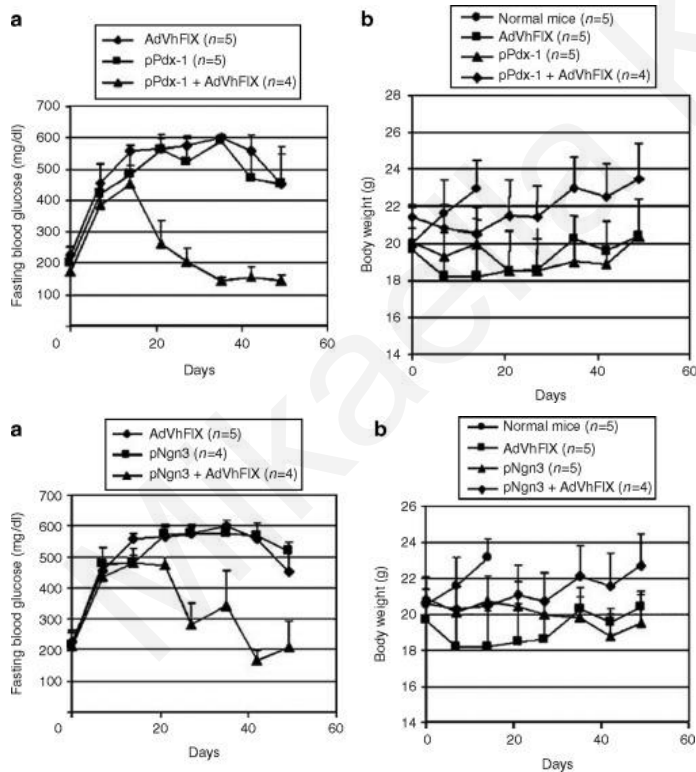 a
AdVhFIX (n=5)
pPdx-1 (n=5)
pPdx-1 + AdVhFIX (n=4)
Fasting blood glucose (mg/dl)
700
600
500
400
300
200
100
0
20
40
60
Days
b
Normal mice (n=5)
AdVhFIX (n=5)
pPdx-1 (n=5)
pPdx-1 + AdVhFIX (n=4)
Body weight (g)
28
26
24
22
20
18
16
14
0
20
40
60
Days
a
AdVhFIX (n=5)
pNgn3 (n=4)
pNgn3 + AdVhFIX (n=4)
Fasting blood glucose (mg/dl)
700
600
500
400
300
200
100
0
20
40
60
Days
b
Normal mice (n=5)
AdVhFIX (n=5)
pNgn3 (n=5)
pNgn3 + AdVhFIX (n=4)
Body weight (g)
26
24
22
20
18
16
14
0
20
40
60
Days
Mikaella